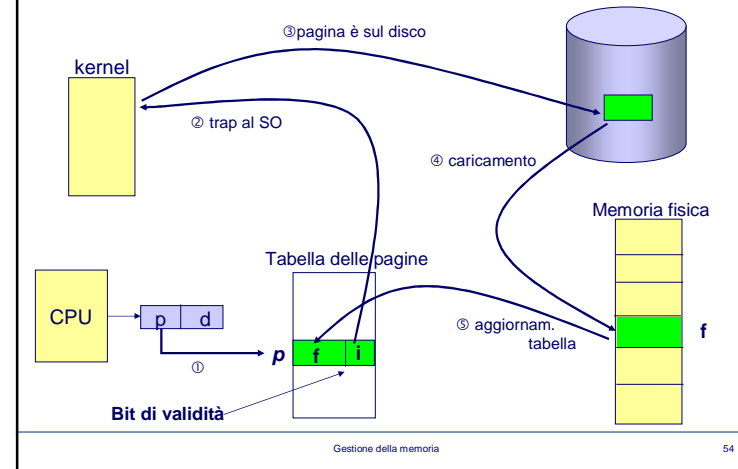 ③pagina è sul disco
kernel
② trap al SO
④ caricamento
Memoria fisica
Tabella delle pagine
CPU
p d
⑤ aggiornam.
tabella
f
p
f i
①
Bit di validità
Gestione della memoria
54